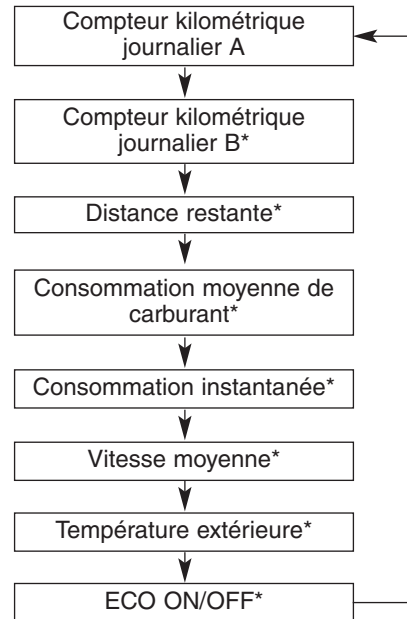 Compteur kilométrique
journalier A
Compteur kilométrique
journalier B*
Distance restante*
Consommation moyenne de
carburant*
Consommation instantanée*
Vitesse moyenne*
Température extérieure*
ECO ON/OFF*